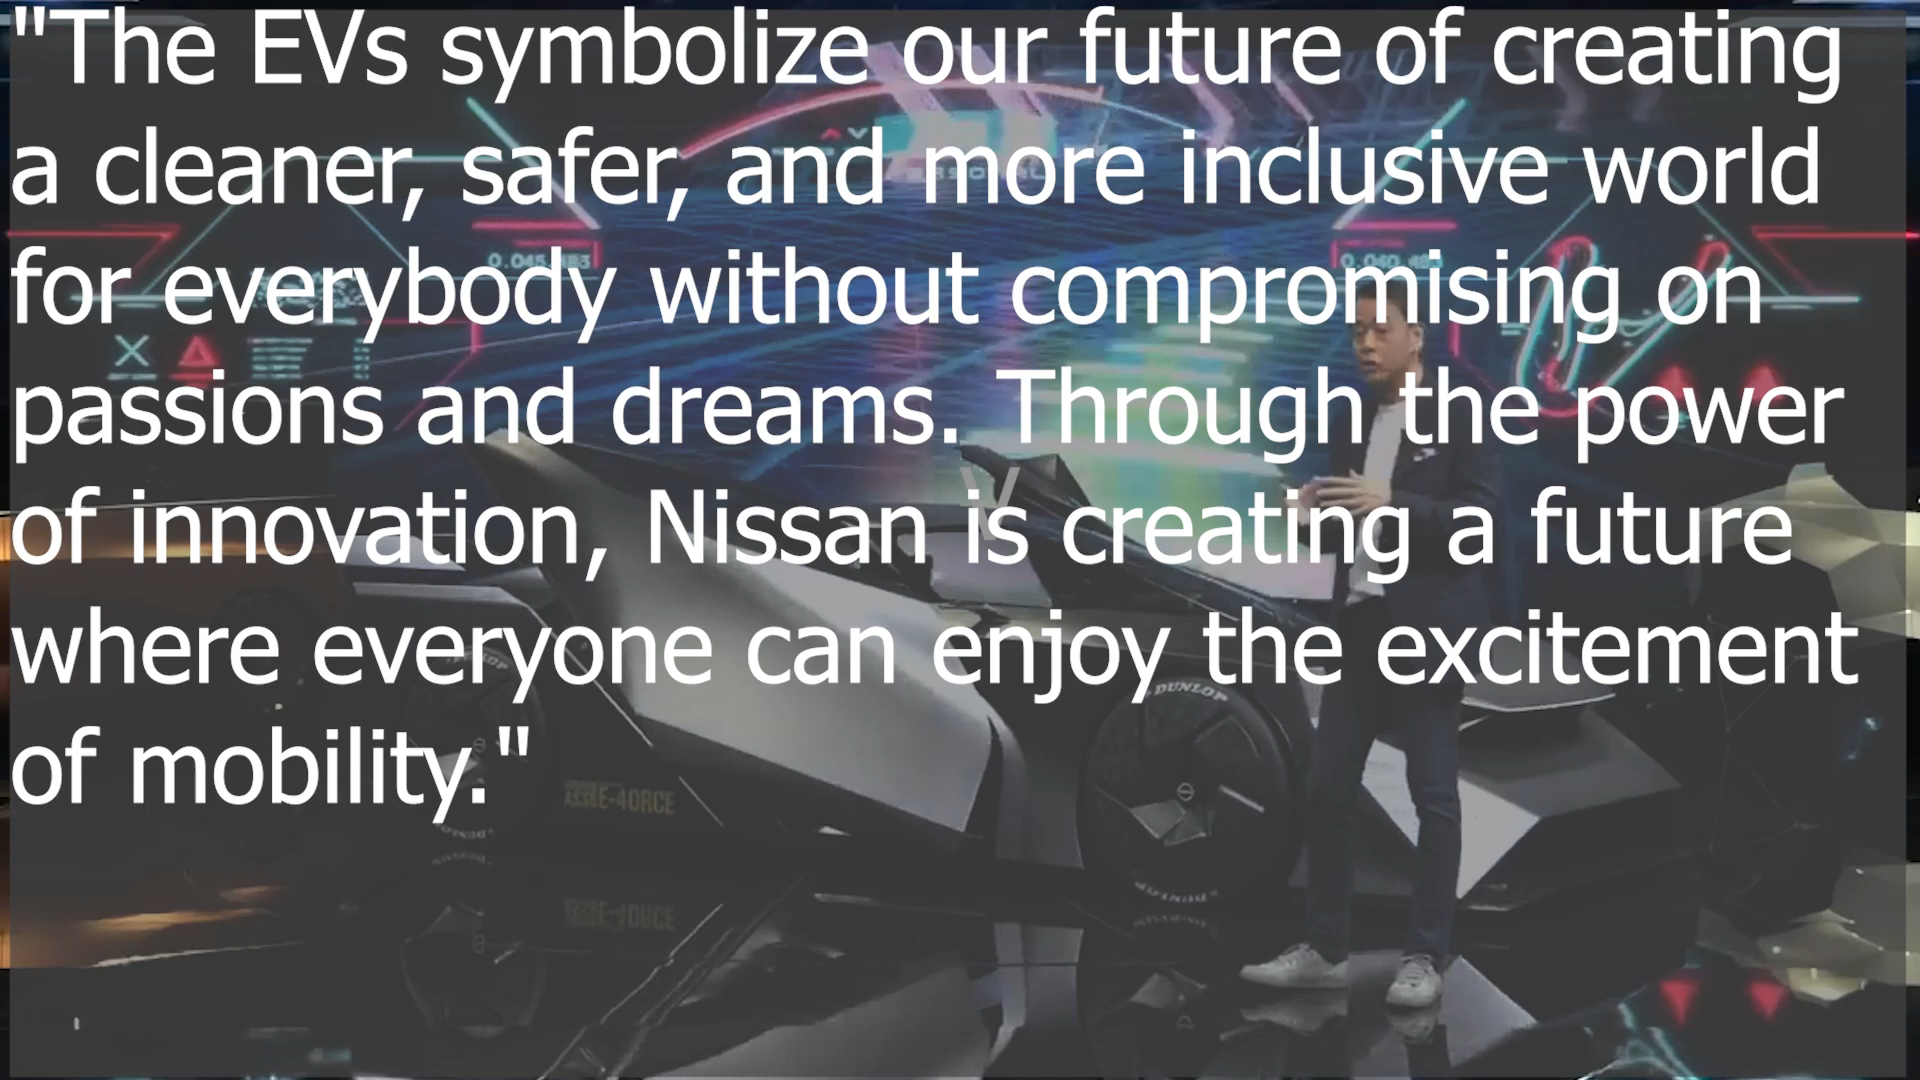 "The EVs symbolize our future of creating
a cleaner, safer, and more inclusive world
for everybody without compromising on
passions and dreams. Through the power
of innovation, Nissan is creating a future
where everyone can enjoy the excitement
of mobility."
V
DUNLOP
E-4ORCE